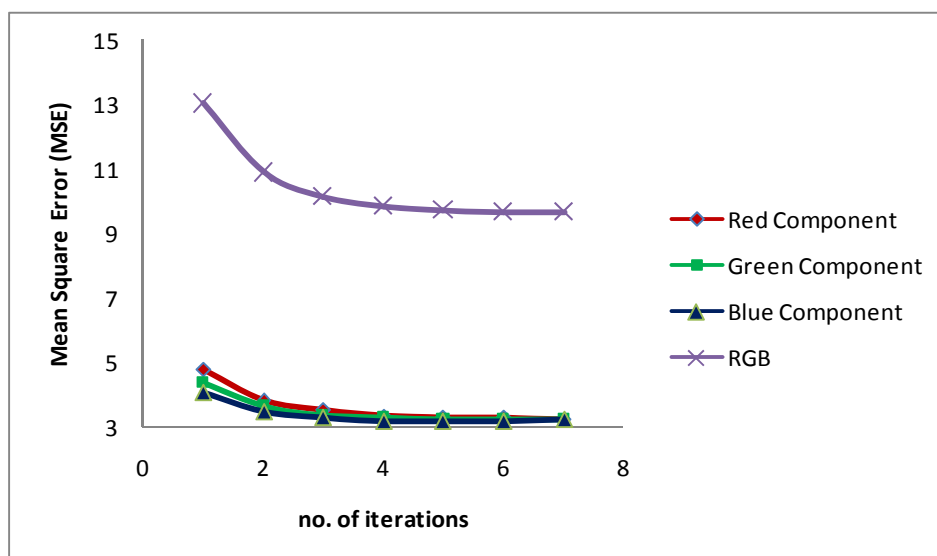 15
13
11
9
7
5
3
Mean Square Error (MSE)
0 2 4 6 8
no. of iterations
Red Component
Green Component
Blue Component
RGB